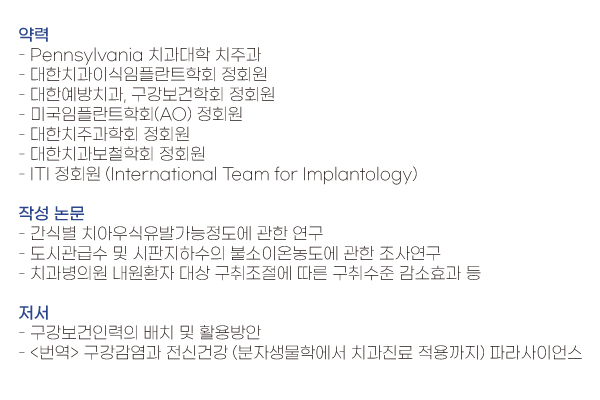 약력
- Pennsylvania 치과대학 치주과
- 대한치과이식임플란트학회 정회원
- 대한예방치과, 구강보건학회 정회원
- 미국임플란트학회(AO) 정회원
- 대한치주과학회 정회원
- 대한치과보철학회 정회원
- ITI 정회원 (International Team for Implantology)
작성 논문
- 간식별 치아우식유발가능정도에 관한 연구
- 도시관급수 및 시판지하수의 불소이온농도에 관한 조사연구
- 치과병의원 내원환자 대상 구취조절에 따른 구취수준 감소효과 등
저서
- 구강보건인력의 배치 및 활용방안
- <번역> 구강감염과 전신건강 (분자생물학에서 치과진료 적용까지) 파라사이언스